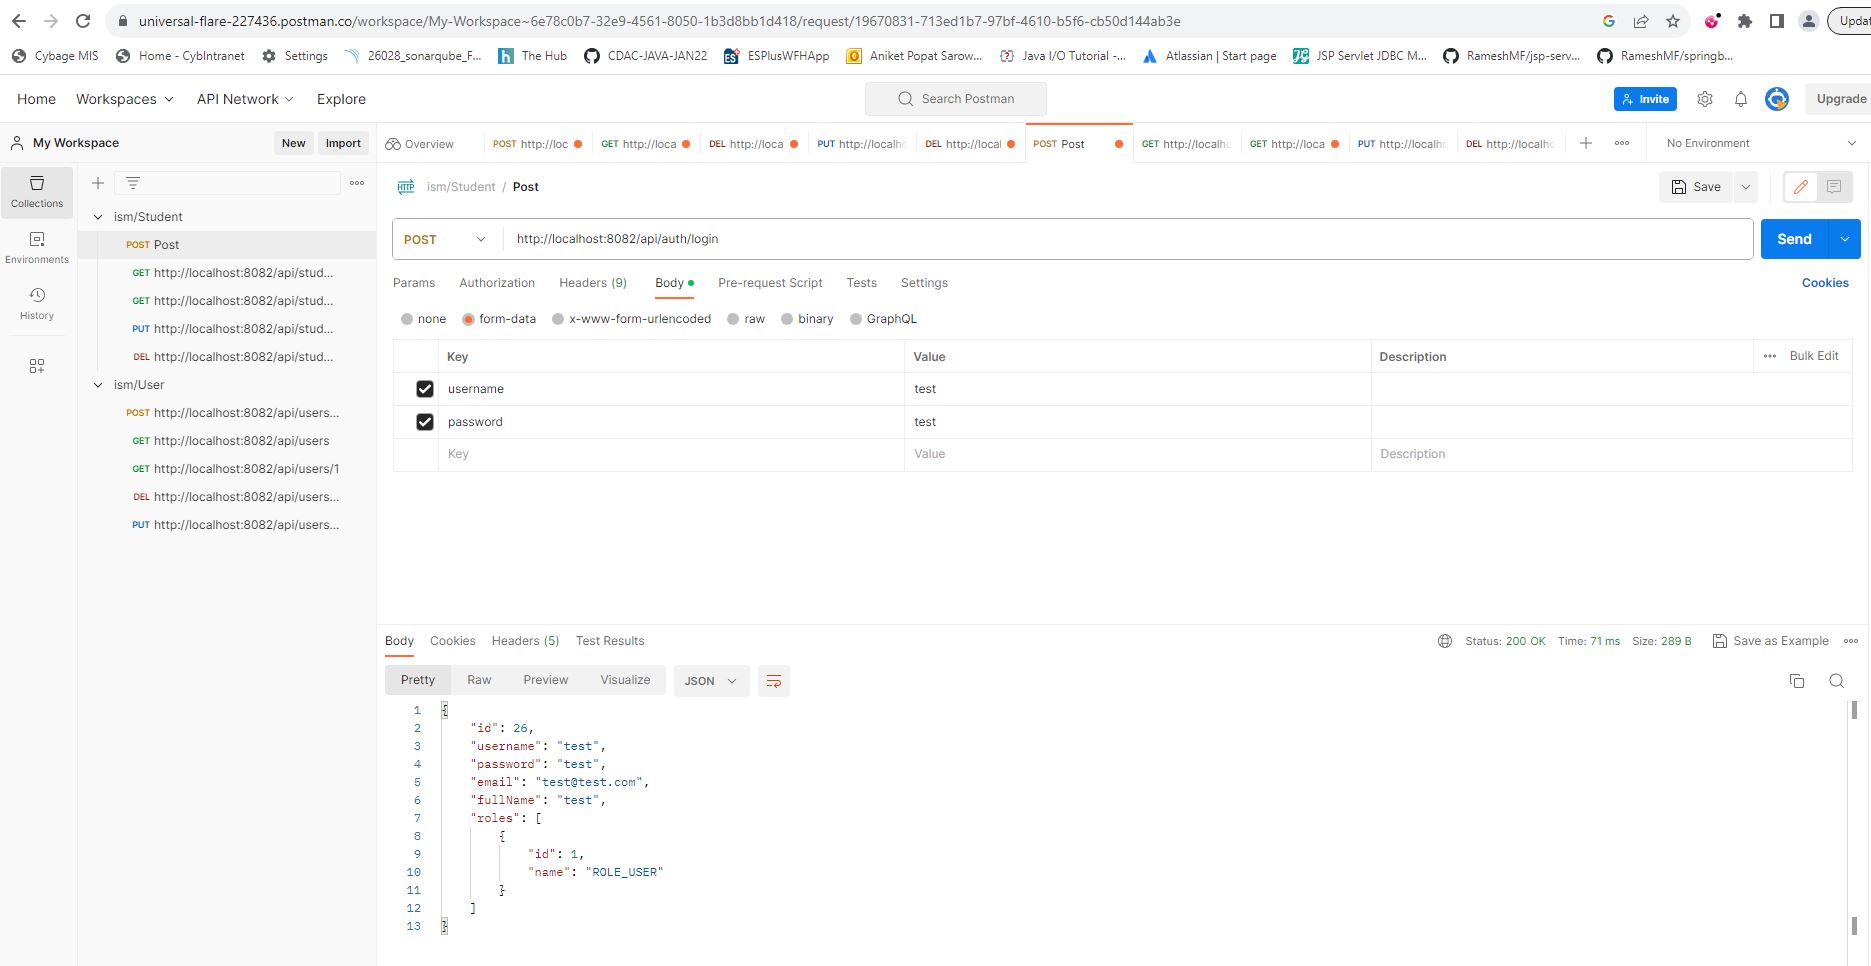 universal-flare-227436.postman.co/workspace/My-Workspace~6e78c0b7-32e9-4561-8050-1b3d8bb1d418/request/19670831-713ed1b7-97bf-4610-b5f6-cb50d144ab3e
Cybage MIS Home - CybIntranet Settings 26028_sonarqube_F... The Hub CDAC-JAVA-JAN22 ESPlusWFHApp Aniket Popat Sarow... Java I/O Tutorial -... Atlassian | Start page JSP Servlet JDBC M... RameshMF/jsp-serv... RameshMF/springb...
Home Workspaces API Network Explore Search Postman Invite Upgrade
My Workspace New Import Overview POST http://loc GET http://loca DEL http://loca PUT http://localh DEL http://local POST Post GET http://localh GET http://loca PUT http://localh DEL http://localh No Environment
Collections
Environments
History
ism/Student
POST Post
GET http://localhost:8082/api/stud...
GET http://localhost:8082/api/stud...
PUT http://localhost:8082/api/stud...
DEL http://localhost:8082/api/stud...
ism/User
POST http://localhost:8082/api/users...
GET http://localhost:8082/api/users
GET http://localhost:8082/api/users/1
DEL http://localhost:8082/api/users...
PUT http://localhost:8082/api/users...
HTTP ism/Student / Post Save
POST http://localhost:8082/api/auth/login Send
Params Authorization Headers (9) Body Pre-request Script Tests Settings Cookies
none form-data x-www-form-urlencoded raw binary GraphQL
Key Value Description Bulk Edit
username test
password test
Key Value Description
Body Cookies Headers (5) Test Results Status: 200 OK Time: 71 ms Size: 289 B Save as Example
Pretty Raw Preview Visualize JSON
1 {
2 "id": 26,
3 "username": "test",
4 "password": "test",
5 "email": "test@test.com",
6 "fullName": "test",
7 "roles": [
8 {
9 "id": 1,
10 "name": "ROLE_USER"
11 }
12 ]
13 }